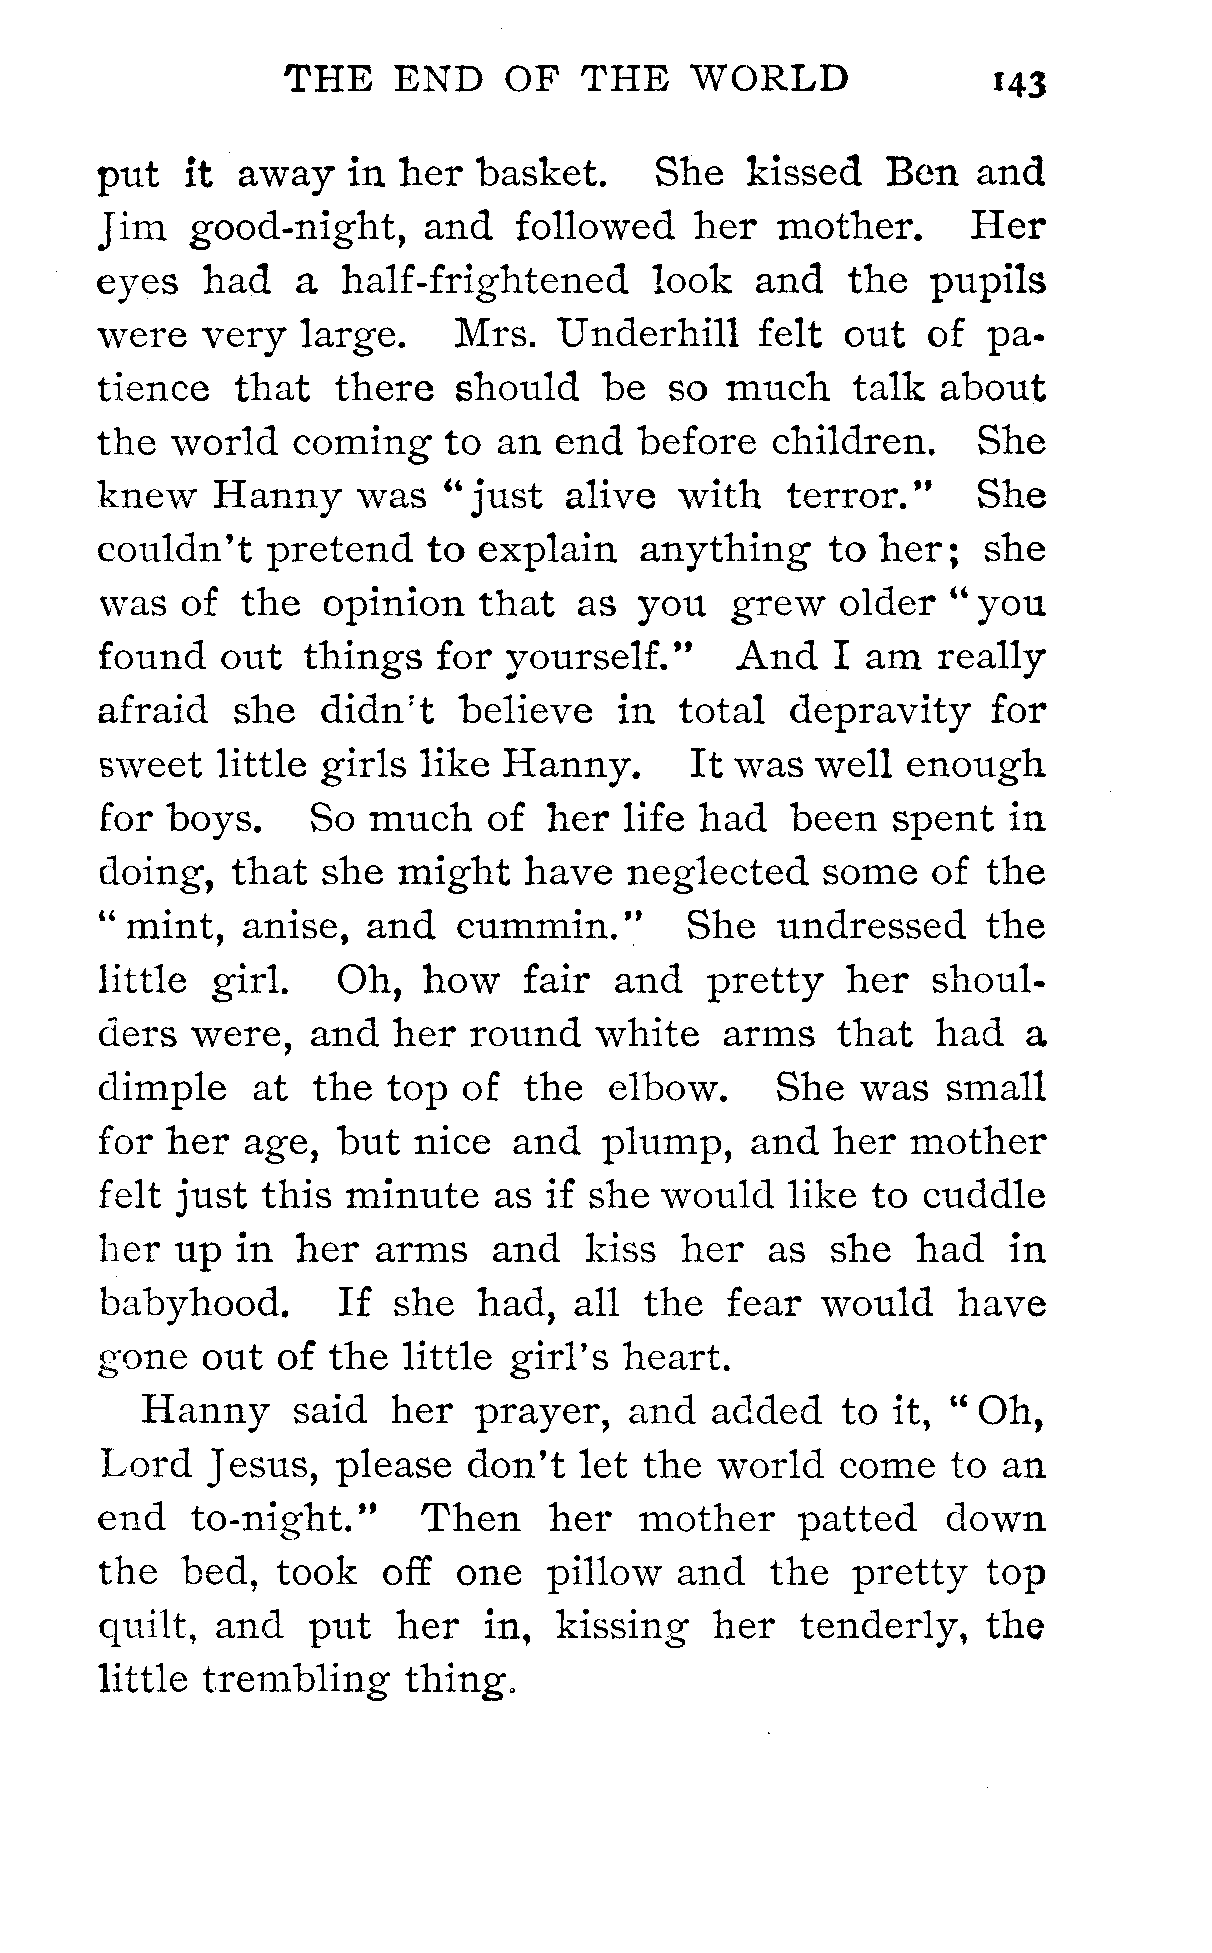 THE END OF THE WORLD 143
put it away in her basket. She kissed Ben and
Jim good-night, and followed her mother. Her
eyes had a half-frightened look and the pupils
were very large. Mrs. Underhill felt out of pa-
tience that there should be so much talk about
the world coming to an end before children. She
knew Hanny was "just alive with terror." She
couldn't pretend to explain anything to her; she
was of the opinion that as you grew older "you
found out things for yourself." And I am really
afraid she didn't believe in total depravity for
sweet little girls like Hanny. It was well enough
for boys. So much of her life had been spent in
doing, that she might have neglected some of the
"mint, anise, and cummin." She undressed the
little girl. Oh, how fair and pretty her shoul-
ders were, and her round white arms that had a
dimple at the top of the elbow. She was small
for her age, but nice and plump, and her mother
felt just this minute as if she would like to cuddle
her up in her arms and kiss her as she had in
babyhood. If she had, all the fear would have
gone out of the little girl's heart.
Hanny said her prayer, and added to it, "Oh,
Lord Jesus, please don't let the world come to an
end to-night." Then her mother patted down
the bed, took off one pillow and the pretty top
quilt, and put her in, kissing her tenderly, the
little trembling thing.